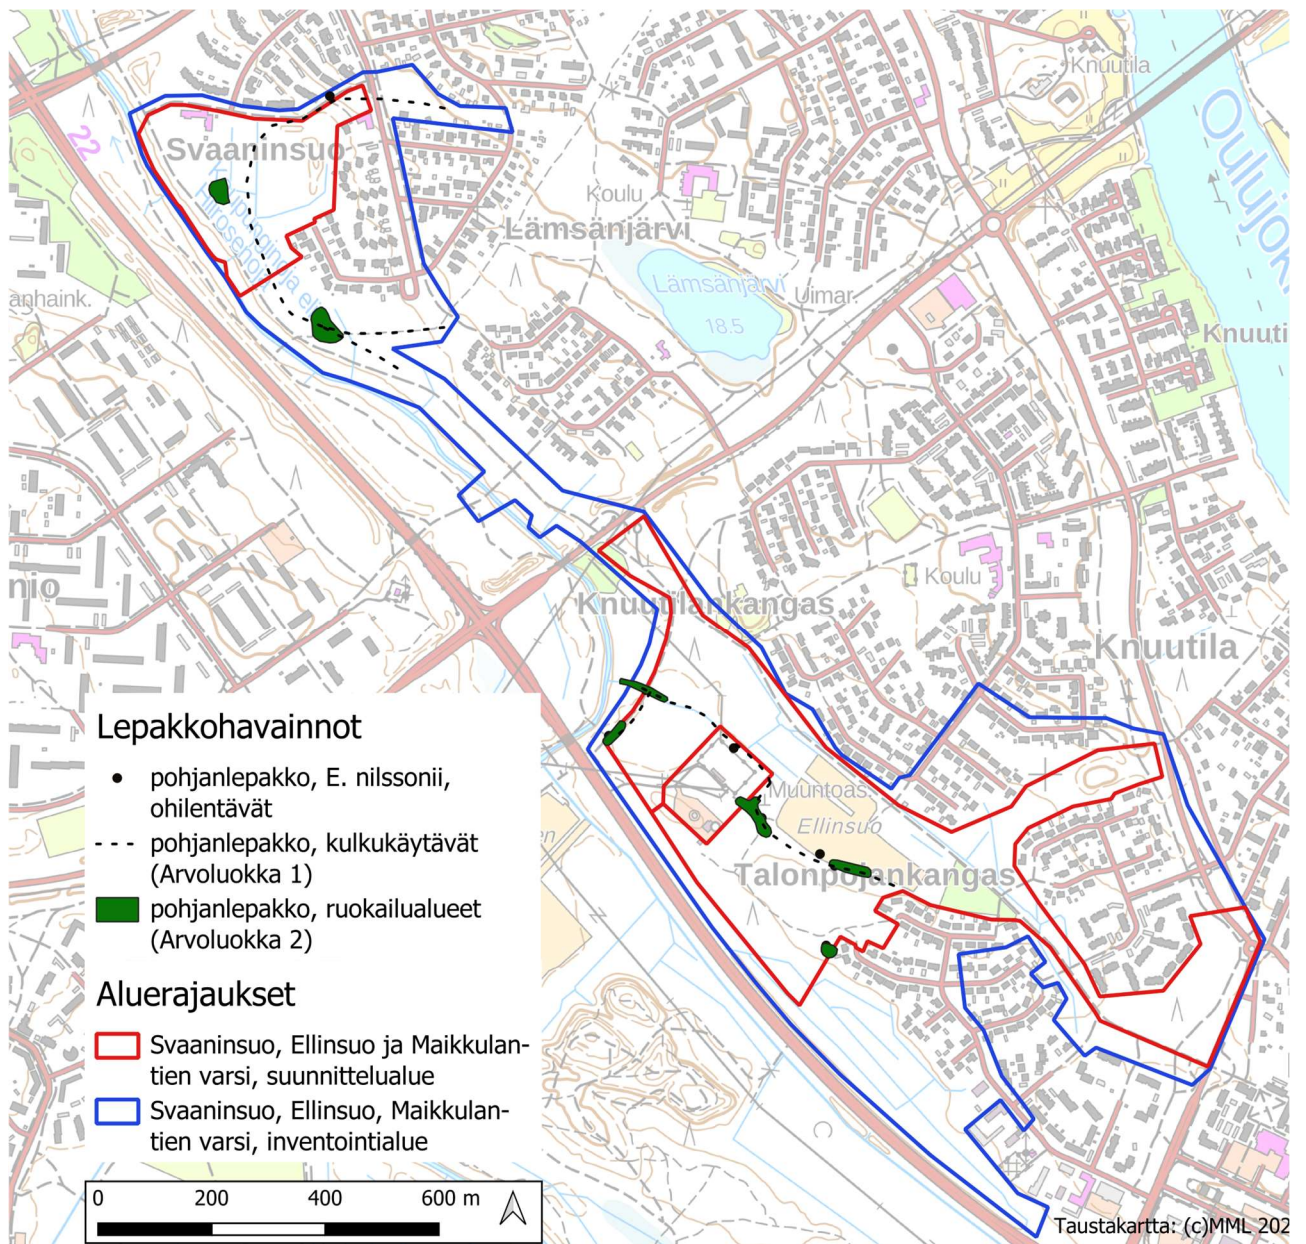 Knuutila
22
Svaaninsuo
Koulu
Lämsänjärvi
Oulujoki
Lämsänjärvi
Uimar.
18.5
anhaink.
Knuuti
nio
Koulu
Knuutilankangas
Knuutila
Muuntoas.
Ellinsuo
Talonpojankangas
en
Lepakkohavainnot
pohjanlepakko, E. nilssonii,
ohilentävät
pohjanlepakko, kulkukäytävät
(Arvoluokka 1)
pohjanlepakko, ruokailualueet
(Arvoluokka 2)
Aluerajaukset
Svaaninsuo, Ellinsuo ja Maikkulan-
tien varsi, suunnittelualue
Svaaninsuo, Ellinsuo, Maikkulan-
tien varsi, inventointialue
0 200 400 600 m
Taustakartta: (c)MML 202